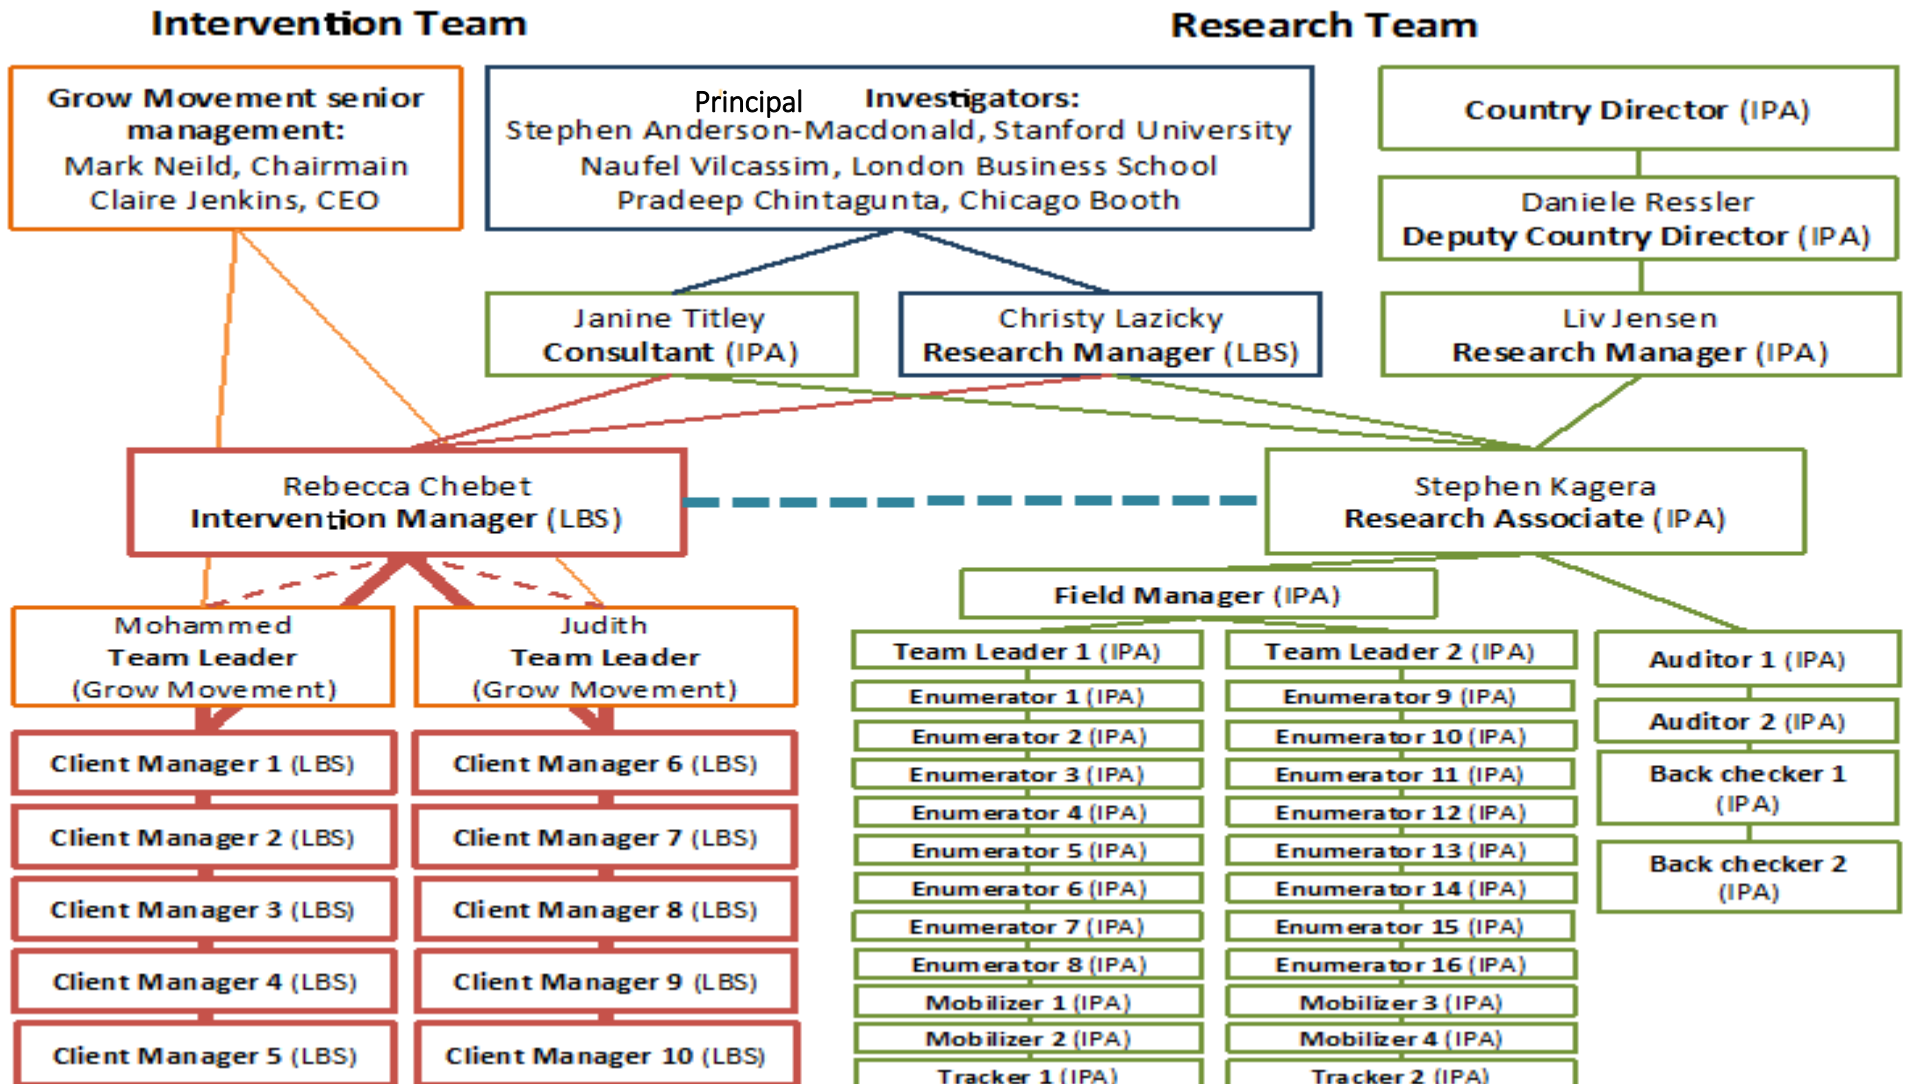 Intervention Team
Research Team
Grow Movement senior
management:
Mark Neild, Chairmain
Claire Jenkins, CEO
Principal Investigators:
Stephen Anderson-Macdonald, Stanford University
Naufel Vilcassim, London Business School
Pradeep Chintagunta, Chicago Booth
Country Director (IPA)
Daniele Ressler
Deputy Country Director (IPA)
Janine Titley
Consultant (IPA)
Christy Lazicky
Research Manager (LBS)
Liv Jensen
Research Manager (IPA)
Rebecca Chebet
Intervention Manager (LBS)
Stephen Kagera
Research Associate (IPA)
Mohammed
Team Leader
(Grow Movement)
Judith
Team Leader
(Grow Movement)
Client Manager 1 (LBS)
Client Manager 2 (LBS)
Client Manager 3 (LBS)
Client Manager 4 (LBS)
Client Manager 5 (LBS)
Client Manager 6 (LBS)
Client Manager 7 (LBS)
Client Manager 8 (LBS)
Client Manager 9 (LBS)
Client Manager 10 (LBS)
Field Manager (IPA)
Team Leader 1 (IPA)
Enumerator 1 (IPA)
Enumerator 2 (IPA)
Enumerator 3 (IPA)
Enumerator 4 (IPA)
Enumerator 5 (IPA)
Enumerator 6 (IPA)
Enumerator 7 (IPA)
Enumerator 8 (IPA)
Mobilizer 1 (IPA)
Mobilizer 2 (IPA)
Tracker 1 (IPA)
Team Leader 2 (IPA)
Enumerator 9 (IPA)
Enumerator 10 (IPA)
Enumerator 11 (IPA)
Enumerator 12 (IPA)
Enumerator 13 (IPA)
Enumerator 14 (IPA)
Enumerator 15 (IPA)
Enumerator 16 (IPA)
Mobilizer 3 (IPA)
Mobilizer 4 (IPA)
Tracker 2 (IPA)
Auditor 1 (IPA)
Auditor 2 (IPA)
Back checker 1
(IPA)
Back checker 2
(IPA)